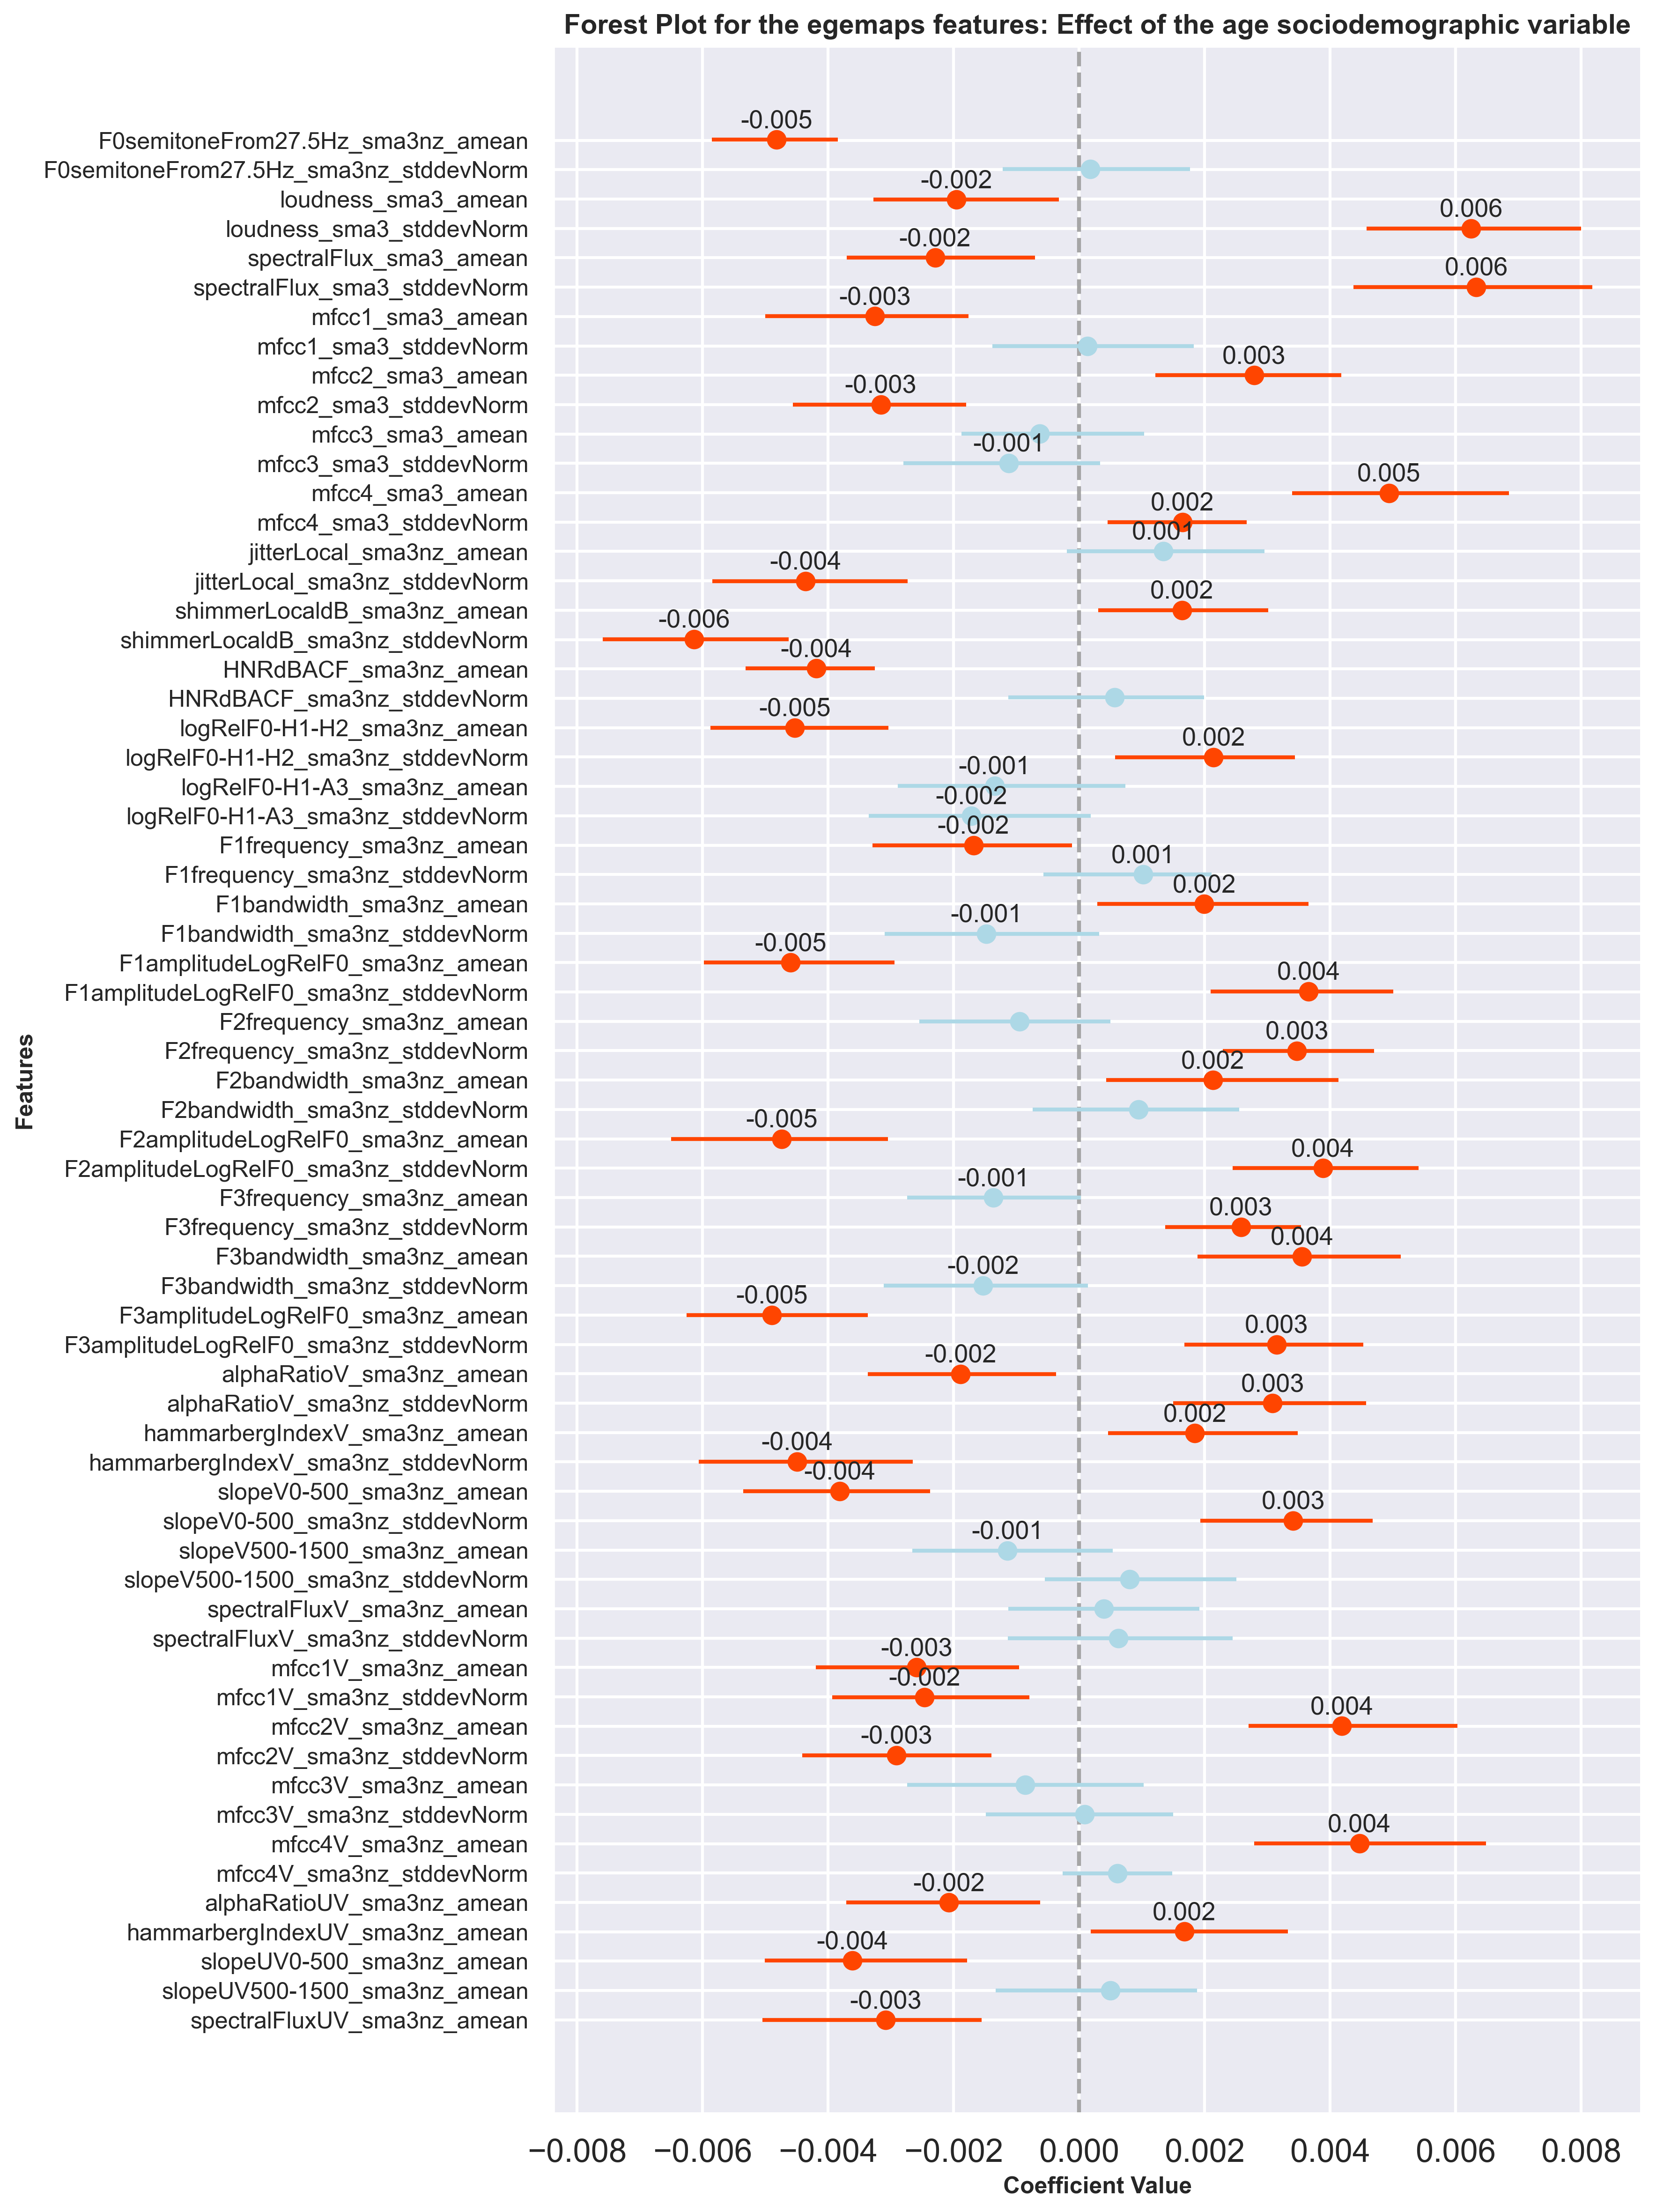 Forest Plot for the egemaps features: Effect of the age sociodemographic variable
F0semitoneFrom27.5Hz_sma3nz_amean -0.005
F0semitoneFrom27.5Hz_sma3nz_stddevNorm
loudness_sma3_amean -0.002
loudness_sma3_stddevNorm 0.006
spectralFlux_sma3_amean -0.002
spectralFlux_sma3_stddevNorm 0.006
mfcc1_sma3_amean -0.003
mfcc1_sma3_stddevNorm
mfcc2_sma3_amean 0.003
mfcc2_sma3_stddevNorm -0.003
mfcc3_sma3_amean
mfcc3_sma3_stddevNorm -0.001
mfcc4_sma3_amean 0.005
mfcc4_sma3_stddevNorm 0.002
jitterLocal_sma3nz_amean 0.001
jitterLocal_sma3nz_stddevNorm -0.004
shimmerLocaldB_sma3nz_amean 0.002
shimmerLocaldB_sma3nz_stddevNorm -0.006
HNRdBACF_sma3nz_amean -0.004
HNRdBACF_sma3nz_stddevNorm
logRelF0-H1-H2_sma3nz_amean -0.005
logRelF0-H1-H2_sma3nz_stddevNorm 0.002
logRelF0-H1-A3_sma3nz_amean -0.001
logRelF0-H1-A3_sma3nz_stddevNorm -0.002
F1frequency_sma3nz_amean -0.002
F1frequency_sma3nz_stddevNorm 0.001
F1bandwidth_sma3nz_amean 0.002
F1bandwidth_sma3nz_stddevNorm -0.001
F1amplitudeLogRelF0_sma3nz_amean -0.005
F1amplitudeLogRelF0_sma3nz_stddevNorm 0.004
F2frequency_sma3nz_amean
F2frequency_sma3nz_stddevNorm 0.003
F2bandwidth_sma3nz_amean 0.002
F2bandwidth_sma3nz_stddevNorm
F2amplitudeLogRelF0_sma3nz_amean -0.005
F2amplitudeLogRelF0_sma3nz_stddevNorm 0.004
F3frequency_sma3nz_amean -0.001
F3frequency_sma3nz_stddevNorm 0.003
F3bandwidth_sma3nz_amean 0.004
F3bandwidth_sma3nz_stddevNorm -0.002
F3amplitudeLogRelF0_sma3nz_amean -0.005
F3amplitudeLogRelF0_sma3nz_stddevNorm 0.003
alphaRatioV_sma3nz_amean -0.002
alphaRatioV_sma3nz_stddevNorm 0.003
hammarbergIndexV_sma3nz_amean 0.002
hammarbergIndexV_sma3nz_stddevNorm -0.004
slopeV0-500_sma3nz_amean -0.004
slopeV0-500_sma3nz_stddevNorm 0.003
slopeV500-1500_sma3nz_amean -0.001
slopeV500-1500_sma3nz_stddevNorm
spectralFluxV_sma3nz_amean
spectralFluxV_sma3nz_stddevNorm
mfcc1V_sma3nz_amean -0.003
mfcc1V_sma3nz_stddevNorm -0.002
mfcc2V_sma3nz_amean 0.004
mfcc2V_sma3nz_stddevNorm -0.003
mfcc3V_sma3nz_amean
mfcc3V_sma3nz_stddevNorm
mfcc4V_sma3nz_amean 0.004
mfcc4V_sma3nz_stddevNorm
alphaRatioUV_sma3nz_amean -0.002
hammarbergIndexUV_sma3nz_amean 0.002
slopeUV0-500_sma3nz_amean -0.004
slopeUV500-1500_sma3nz_amean
spectralFluxUV_sma3nz_amean -0.003
Features
−0.008 −0.006 −0.004 −0.002 0.000 0.002 0.004 0.006 0.008
Coefficient Value